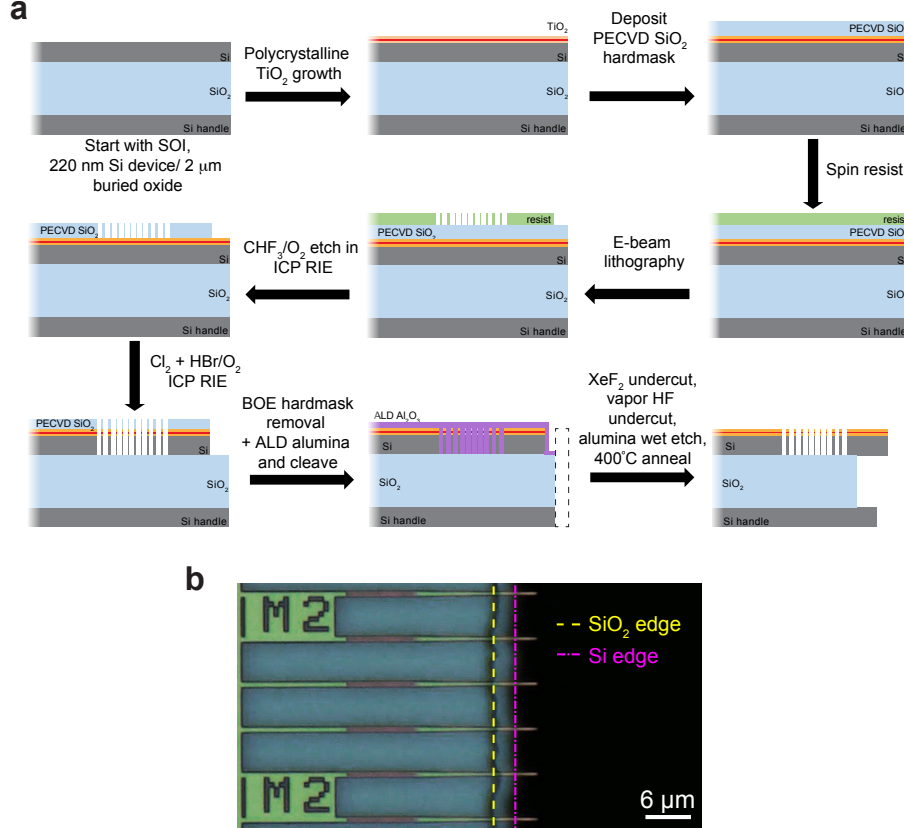 a
Si
SiO₂
Si handle
Start with SOI,
220 nm Si device/ 2 μm
buried oxide
Polycrystalline
TiO₂ growth
TiO₂
Si
SiO₂
Si handle
Deposit
PECVD SiO₂
hardmask
PECVD SiO
S
SiO
Si handle
Spin resist
resis
PECVD SiO
S
SiO
Si handle
E-beam
lithography
resist
PECVD SiO₂
Si
SiO₂
Si handle
CHF₃/O₂ etch in
ICP RIE
PECVD SiO₂
Si
SiO₂
Si handle
Cl₂ + HBr/O₂
ICP RIE
PECVD SiO₂
Si
SiO₂
Si handle
BOE hardmask
removal
+ ALD alumina
and cleave
ALD Al₂O₃
Si
SiO₂
Si handle
XeF₂ undercut,
vapor HF
undercut,
alumina wet etch,
400°C anneal
Si
SiO₂
Si handle
b
M2
M2
SiO₂ edge
Si edge
6 μm